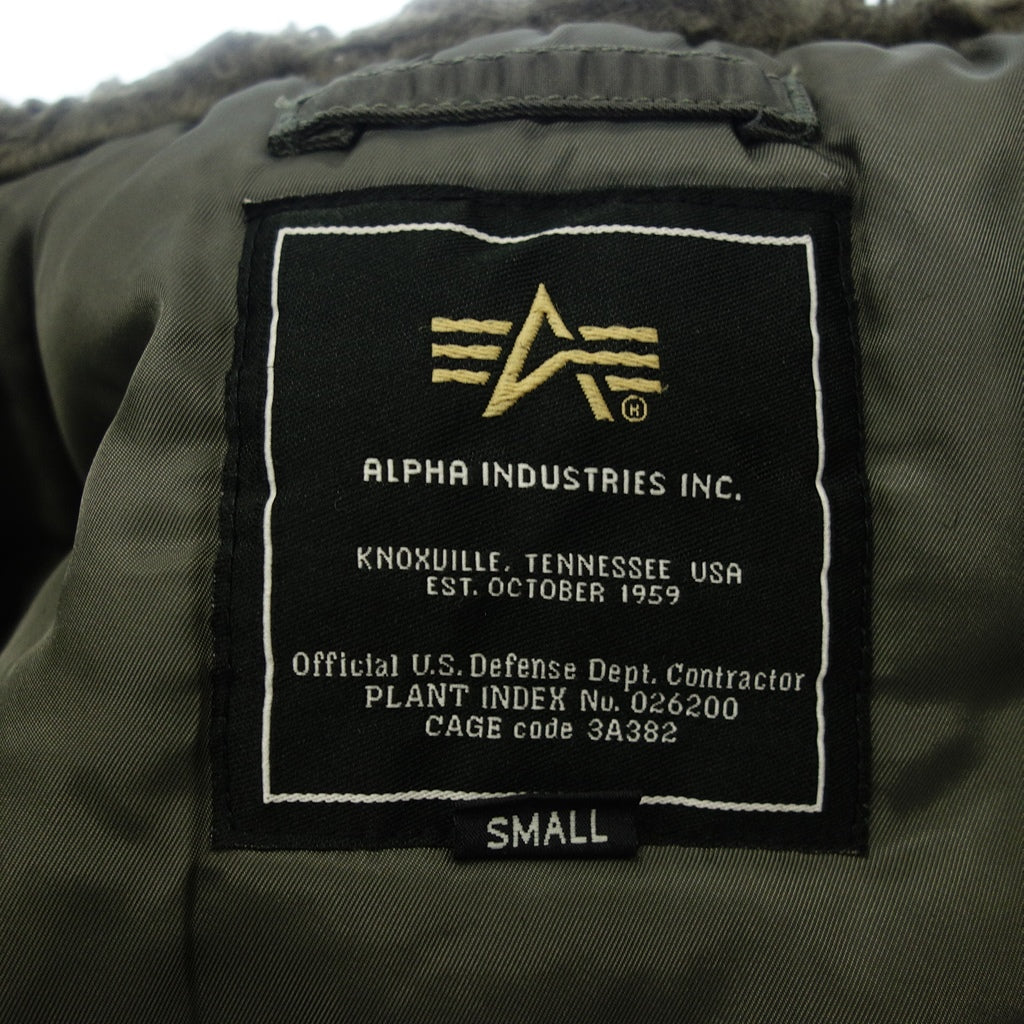 ALPHA INDUSTRIES INC.
KNOXVILLE, TENNESSEE USA
EST. OCTOBER 1959
Official U.S. Defense Dept. Contractor
PLANT INDEX No. 026200
CAGE code 3A382
SMALL